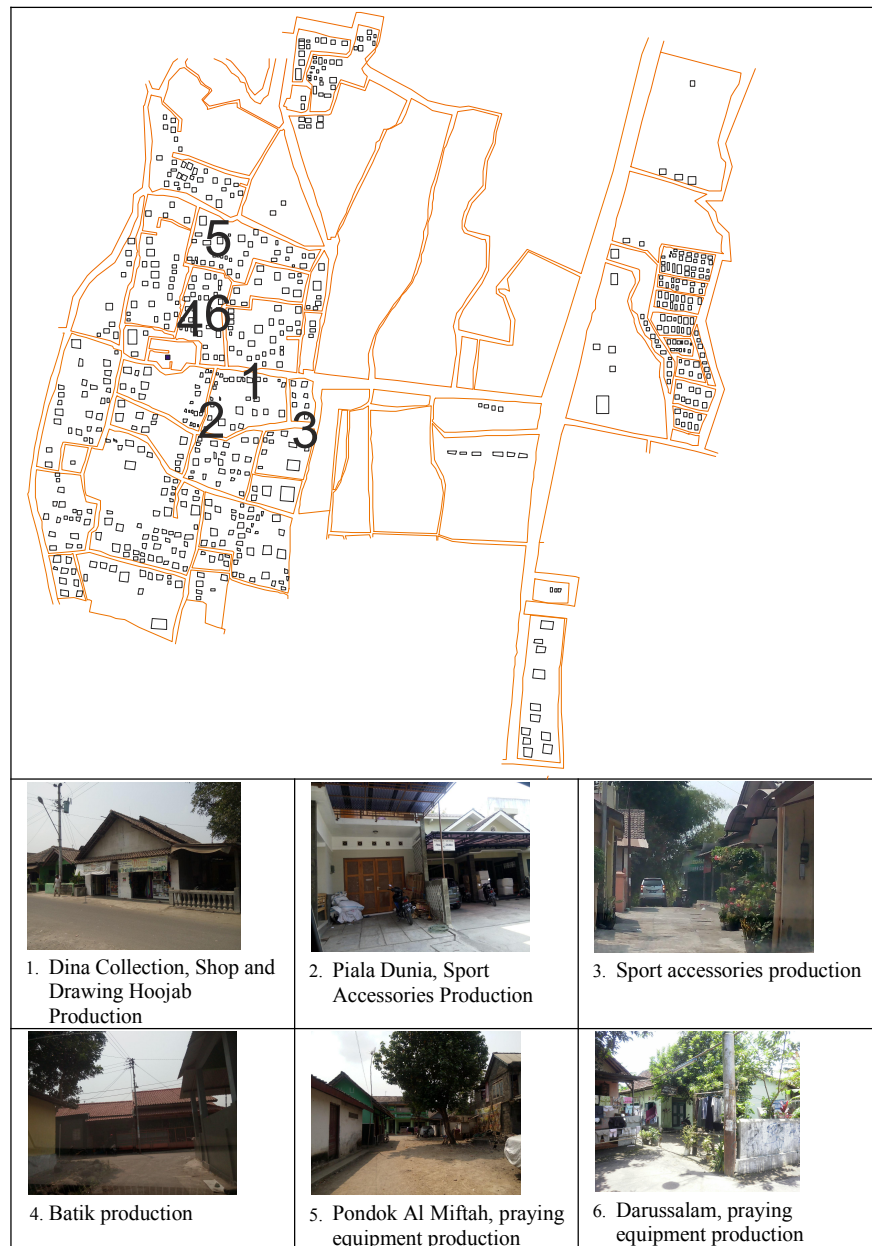 5
46
1
2
3
1. Dina Collection, Shop and
Drawing Hoojab
Production
2. Piala Dunia, Sport
Accessories Production
3. Sport accessories production
4. Batik production
5. Pondok Al Miftah, praying
equipment production
6. Darussalam, praying
equipment production